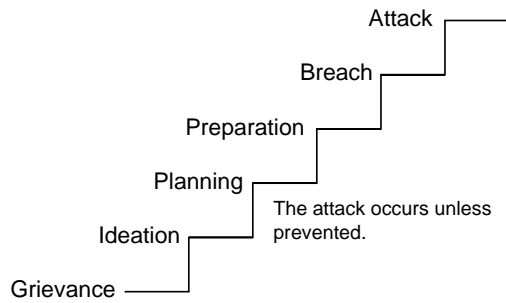 Attack
Breach
Preparation
Planning
The attack occurs unless
prevented.
Ideation
Grievance